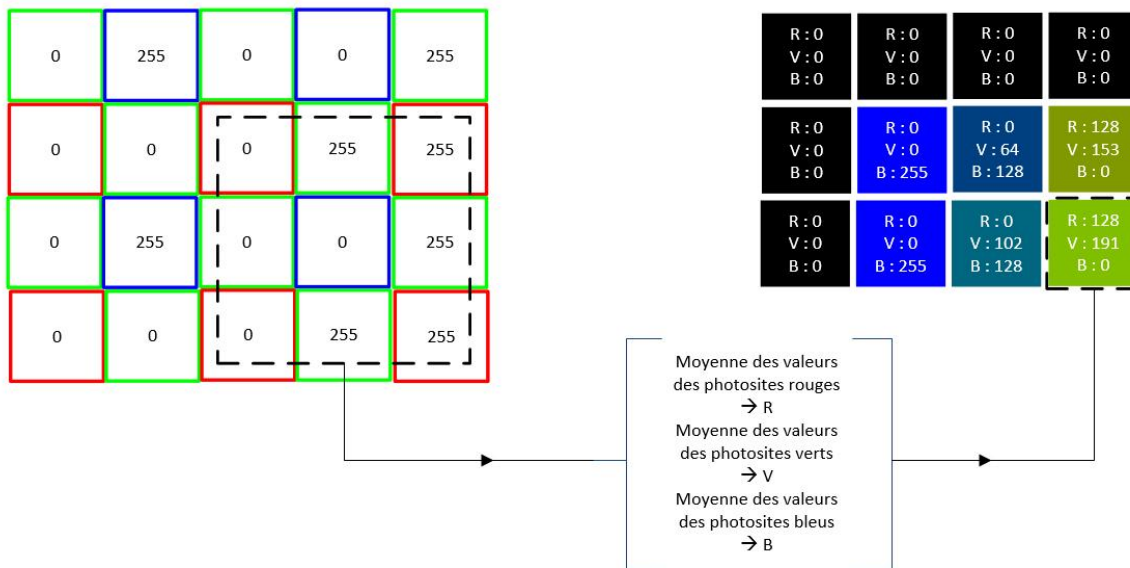 0 255 0 0 255
0 0 0 255 255
0 255 0 0 255
0 0 0 255 255
R : 0 R : 0 R : 0 R : 0
V : 0 V : 0 V : 0 V : 0
B : 0 B : 0 B : 0 B : 0
R : 0 R : 0 R : 0 R : 128
V : 0 V : 0 V : 64 V : 153
B : 0 B : 255 B : 128 B : 0
R : 0 R : 0 R : 0 R : 128
V : 0 V : 0 V : 102 V : 191
B : 0 B : 255 B : 128 B : 0
Moyenne des valeurs
des photosites rouges
→ R
Moyenne des valeurs
des photosites verts
→ V
Moyenne des valeurs
des photosites bleus
→ B